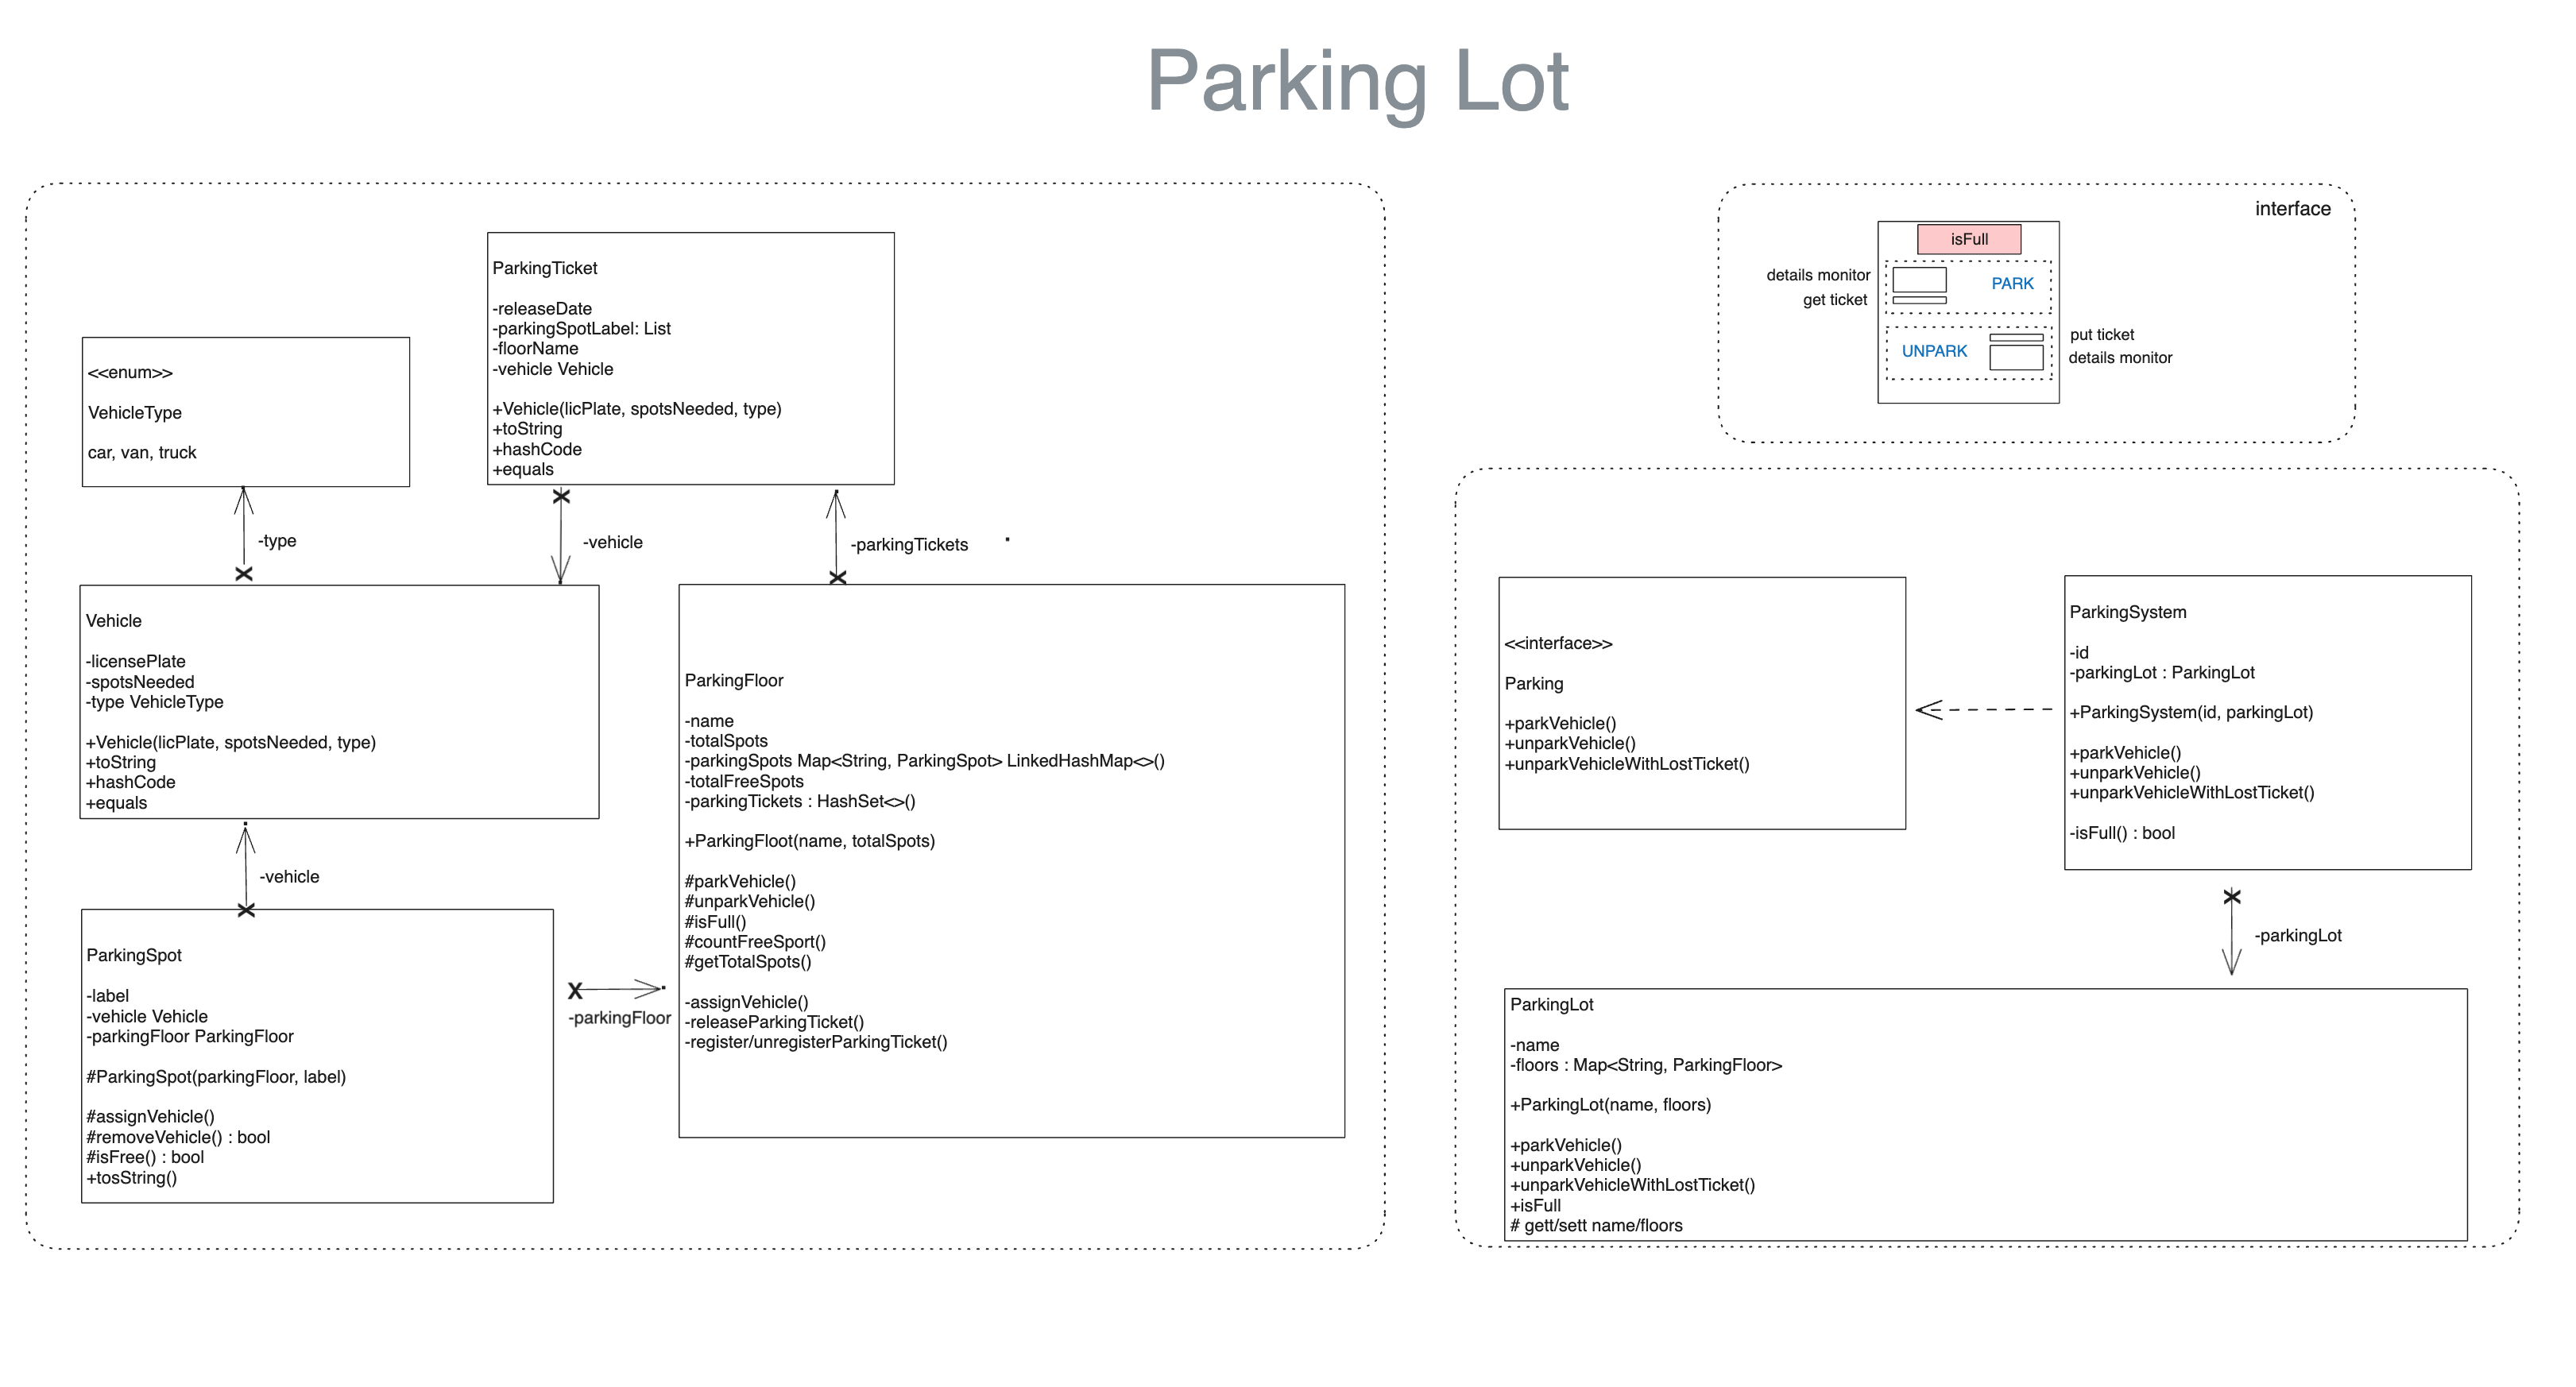 Parking Lot
<<enum>>
VehicleType
car, van, truck
ParkingTicket
-releaseDate
-parkingSpotLabel: List
-floorName
-vehicle Vehicle
+Vehicle(licPlate, spotsNeeded, type)
+toString
+hashCode
+equals
-type
-vehicle
-parkingTickets
Vehicle
-licensePlate
-spotsNeeded
-type VehicleType
+Vehicle(licPlate, spotsNeeded, type)
+toString
+hashCode
+equals
-vehicle
ParkingSpot
-label
-vehicle Vehicle
-parkingFloor ParkingFloor
#ParkingSpot(parkingFloor, label)
#assignVehicle()
#removeVehicle() : bool
#isFree() : bool
+tosString()
-parkingFloor
ParkingFloor
-name
-totalSpots
-parkingSpots Map<String, ParkingSpot> LinkedHashMap<>()
-totalFreeSpots
-parkingTickets : HashSet<>()
+ParkingFloot(name, totalSpots)
#parkVehicle()
#unparkVehicle()
#isFull()
#countFreeSport()
#getTotalSpots()
-assignVehicle()
-releaseParkingTicket()
-register/unregisterParkingTicket()
interface
isFull
details monitor
PARK
get ticket
put ticket
UNPARK
details monitor
<<interface>>
Parking
+parkVehicle()
+unparkVehicle()
+unparkVehicleWithLostTicket()
ParkingSystem
-id
-parkingLot : ParkingLot
+ParkingSystem(id, parkingLot)
+parkVehicle()
+unparkVehicle()
+unparkVehicleWithLostTicket()
-isFull() : bool
-parkingLot
ParkingLot
-name
-floors : Map<String, ParkingFloor>
+ParkingLot(name, floors)
+parkVehicle()
+unparkVehicle()
+unparkVehicleWithLostTicket()
+isFull
# gett/sett name/floors